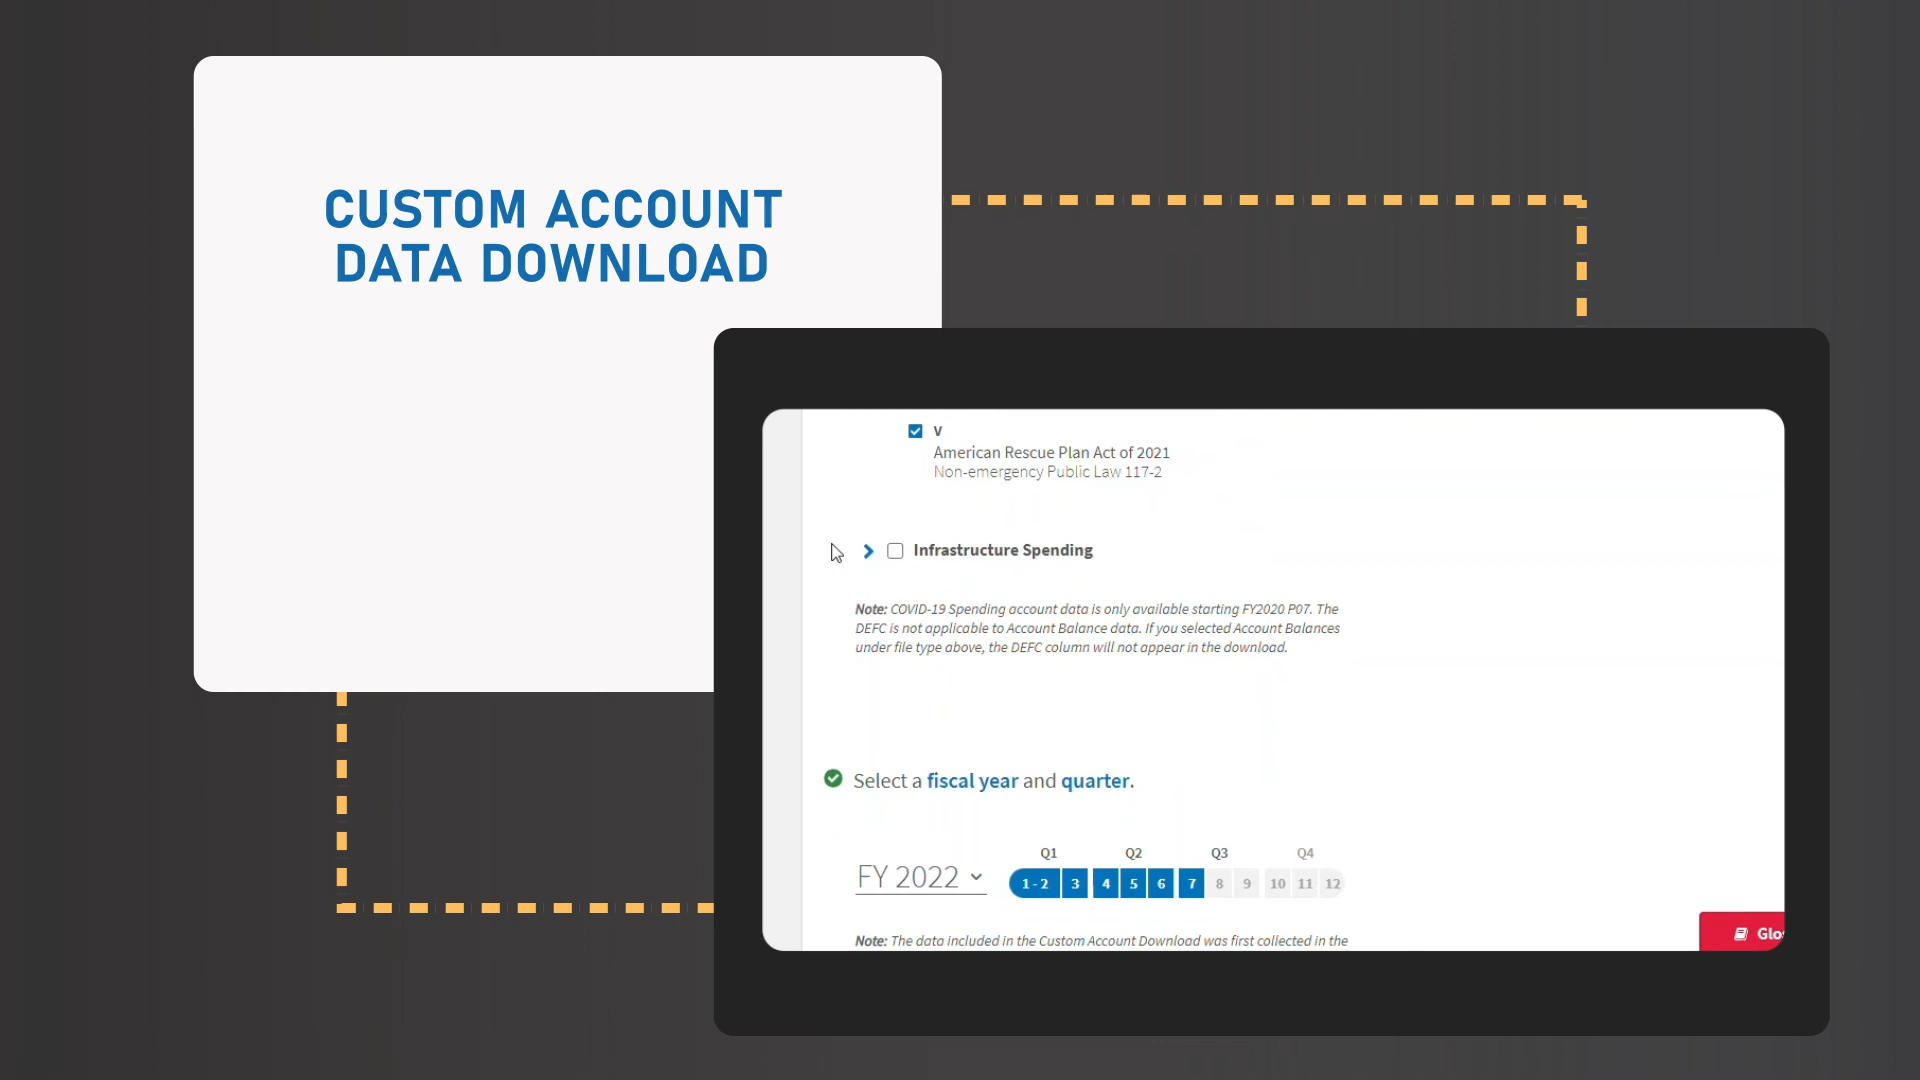 CUSTOM ACCOUNT
DATA DOWNLOAD
V
American Rescue Plan Act of 2021
Non-emergency Public Law 117-2
Infrastructure Spending
Note: COVID-19 Spending account data is only available starting FY2020 P07. The
DEFC is not applicable to Account Balance data. If you selected Account Balances
under file type above, the DEFC column will not appear in the download.
Select a fiscal year and quarter.
Q1 Q2 Q3 Q4
FY 2022 1 - 2 3 4 5 6 7 8 9 10 11 12
Note: The data included in the Custom Account Download was first collected in the